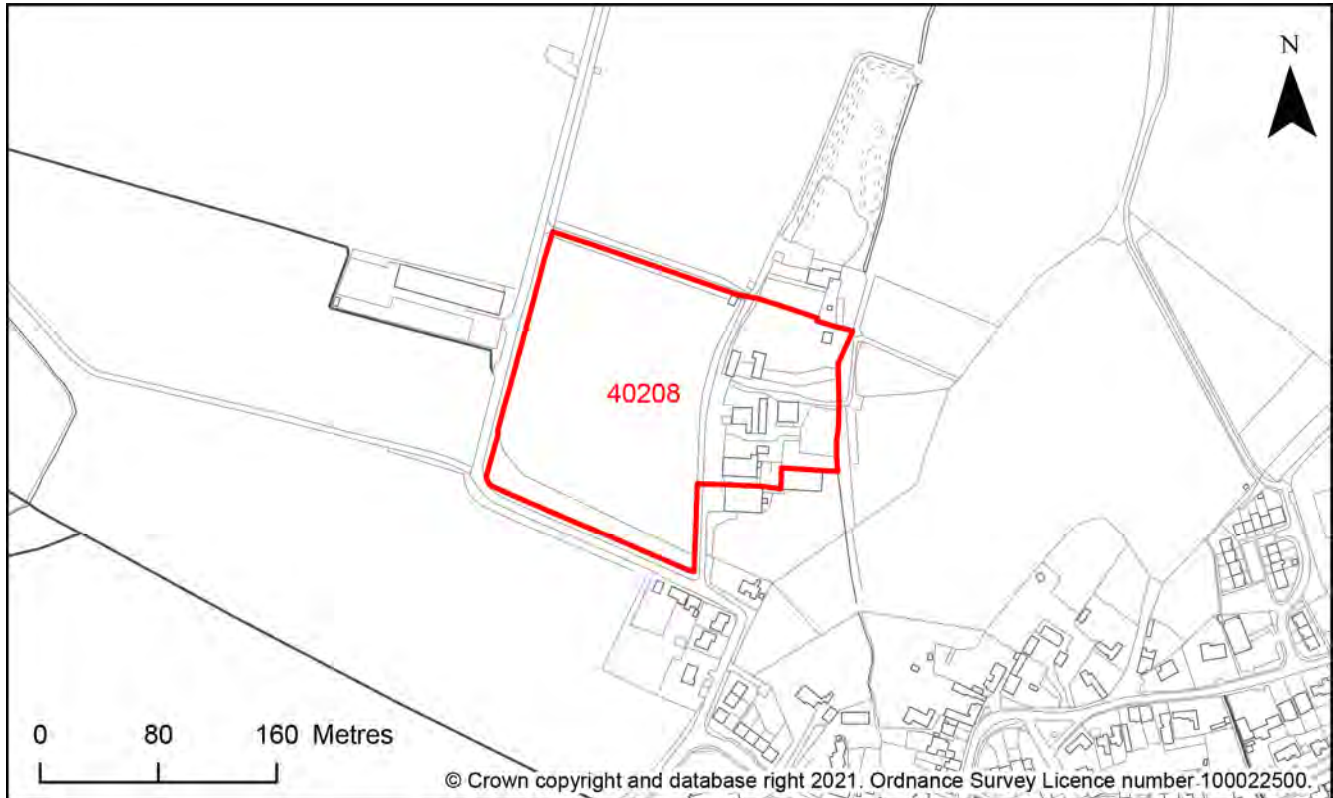 N
40208
0 80 160 Metres
© Crown copyright and database right 2021. Ordnance Survey Licence number 100022500.